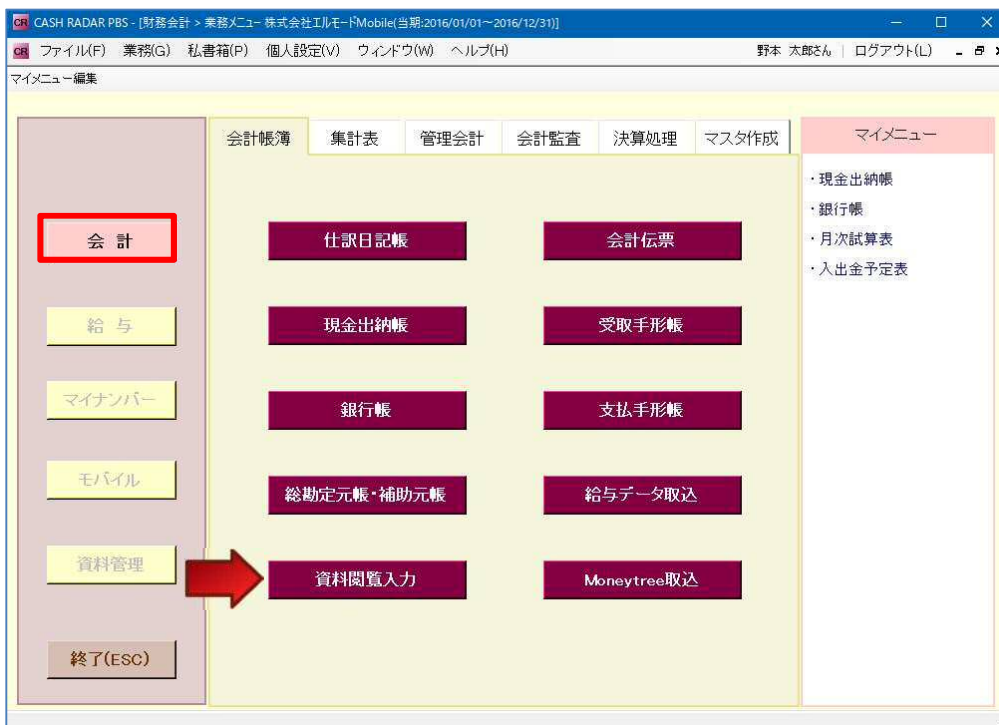 CR CASH RADAR PBS - [財務会計 > 業務メニュー 株式会社エルモードMobile(当期:2016/01/01～2016/12/31)]
CR ファイル(F) 業務(G) 私書箱(P) 個人設定(V) ウィンドウ(W) ヘルプ(H) 野本 太郎さん | ログアウト(L)
マイメニュー編集
会計帳簿 集計表 管理会計 会計監査 決算処理 マスタ作成
マイメニュー
会 計
給 与
マイナンバー
モバイル
資料管理
終了(ESC)
仕訳日記帳
会計伝票
現金出納帳
受取手形帳
銀行帳
支払手形帳
総勘定元帳・補助元帳
給与データ取込
資料閲覧入力
Moneytree取込
・現金出納帳
・銀行帳
・月次試算表
・入出金予定表